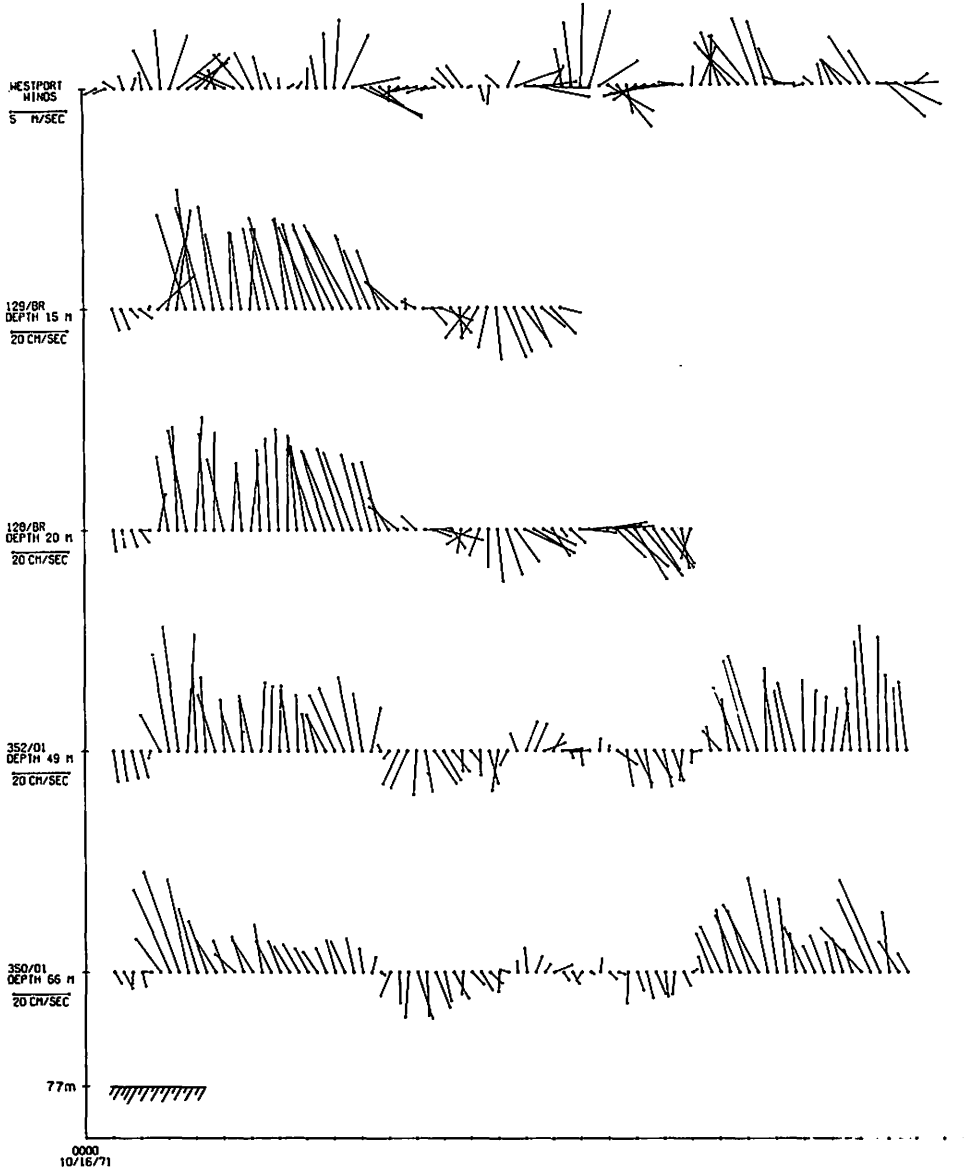 WESTPORT
WINDS
5 M/SEC
129/BR
DEPTH 15 M
20 CM/SEC
128/BR
DEPTH 20 M
20 CM/SEC
352/01
DEPTH 49 M
20 CM/SEC
350/01
DEPTH 66 M
20 CM/SEC
77m
0000
10/16/71